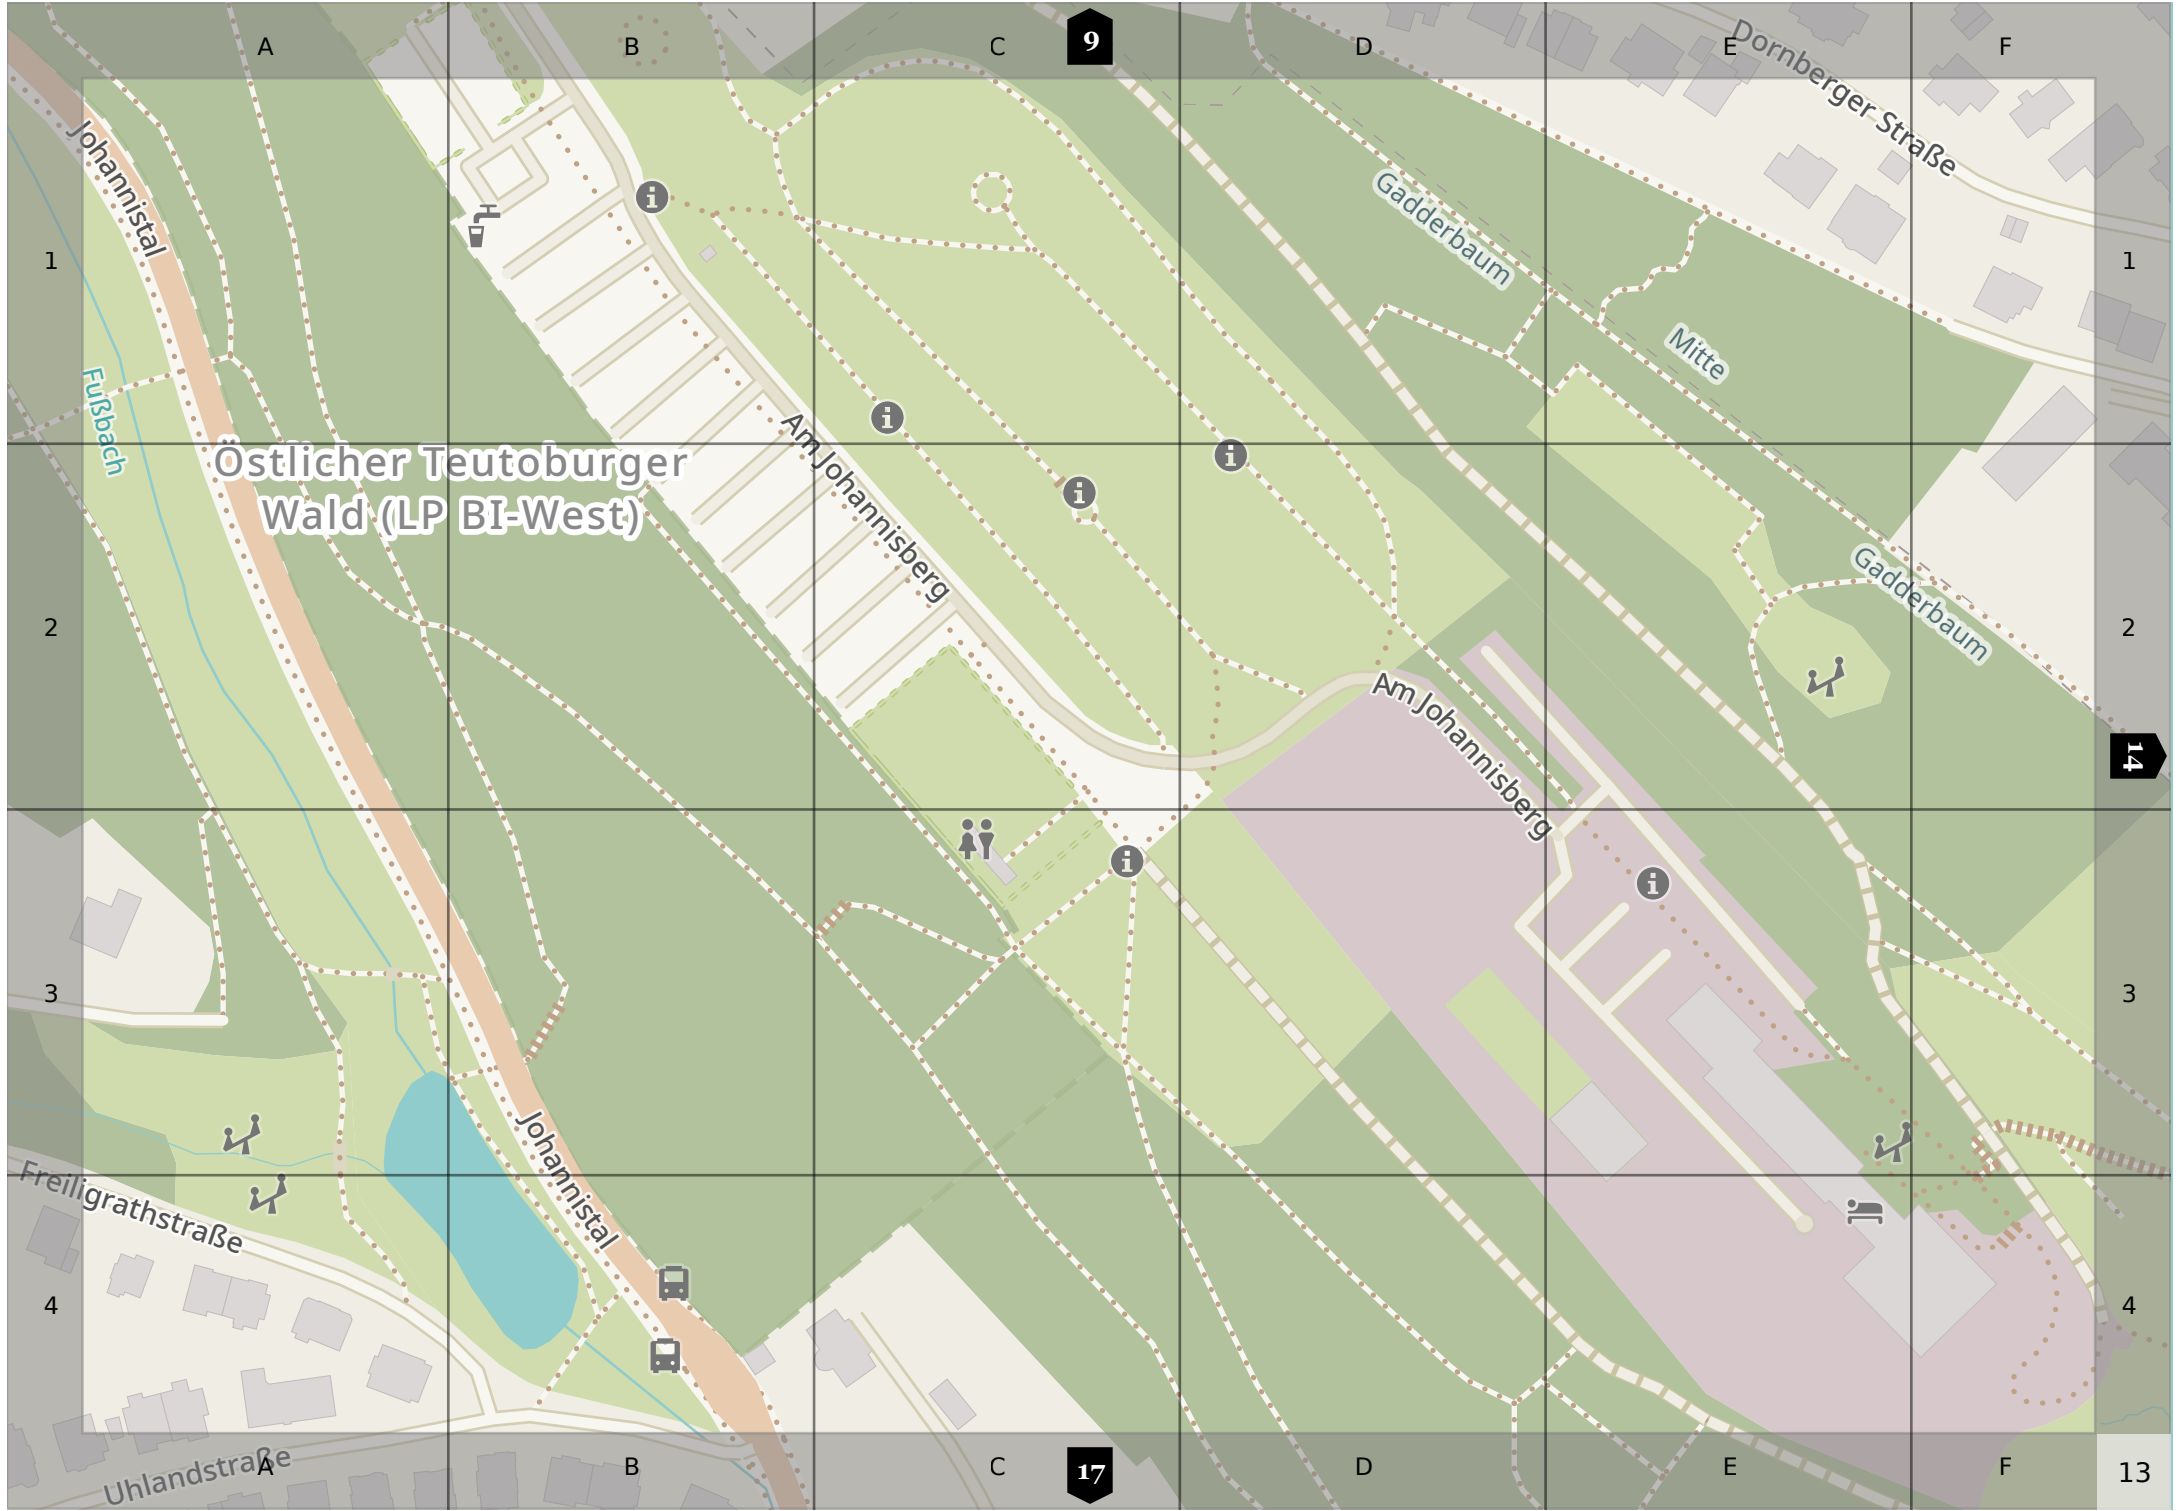 A
B
C
9
D
E
F
Dornberger Straße
Johannistal
Gadderbaum
1
1
Mitte
Fußbach
Am Johannisberg
Östlicher Teutoburger
Wald (LP BI-West)
Gadderbaum
2
2
Am Johannisberg
14
3
3
Johannistal
Freiligrathstraße
4
4
Uhlandstraße
A
B
C
17
D
E
F
13